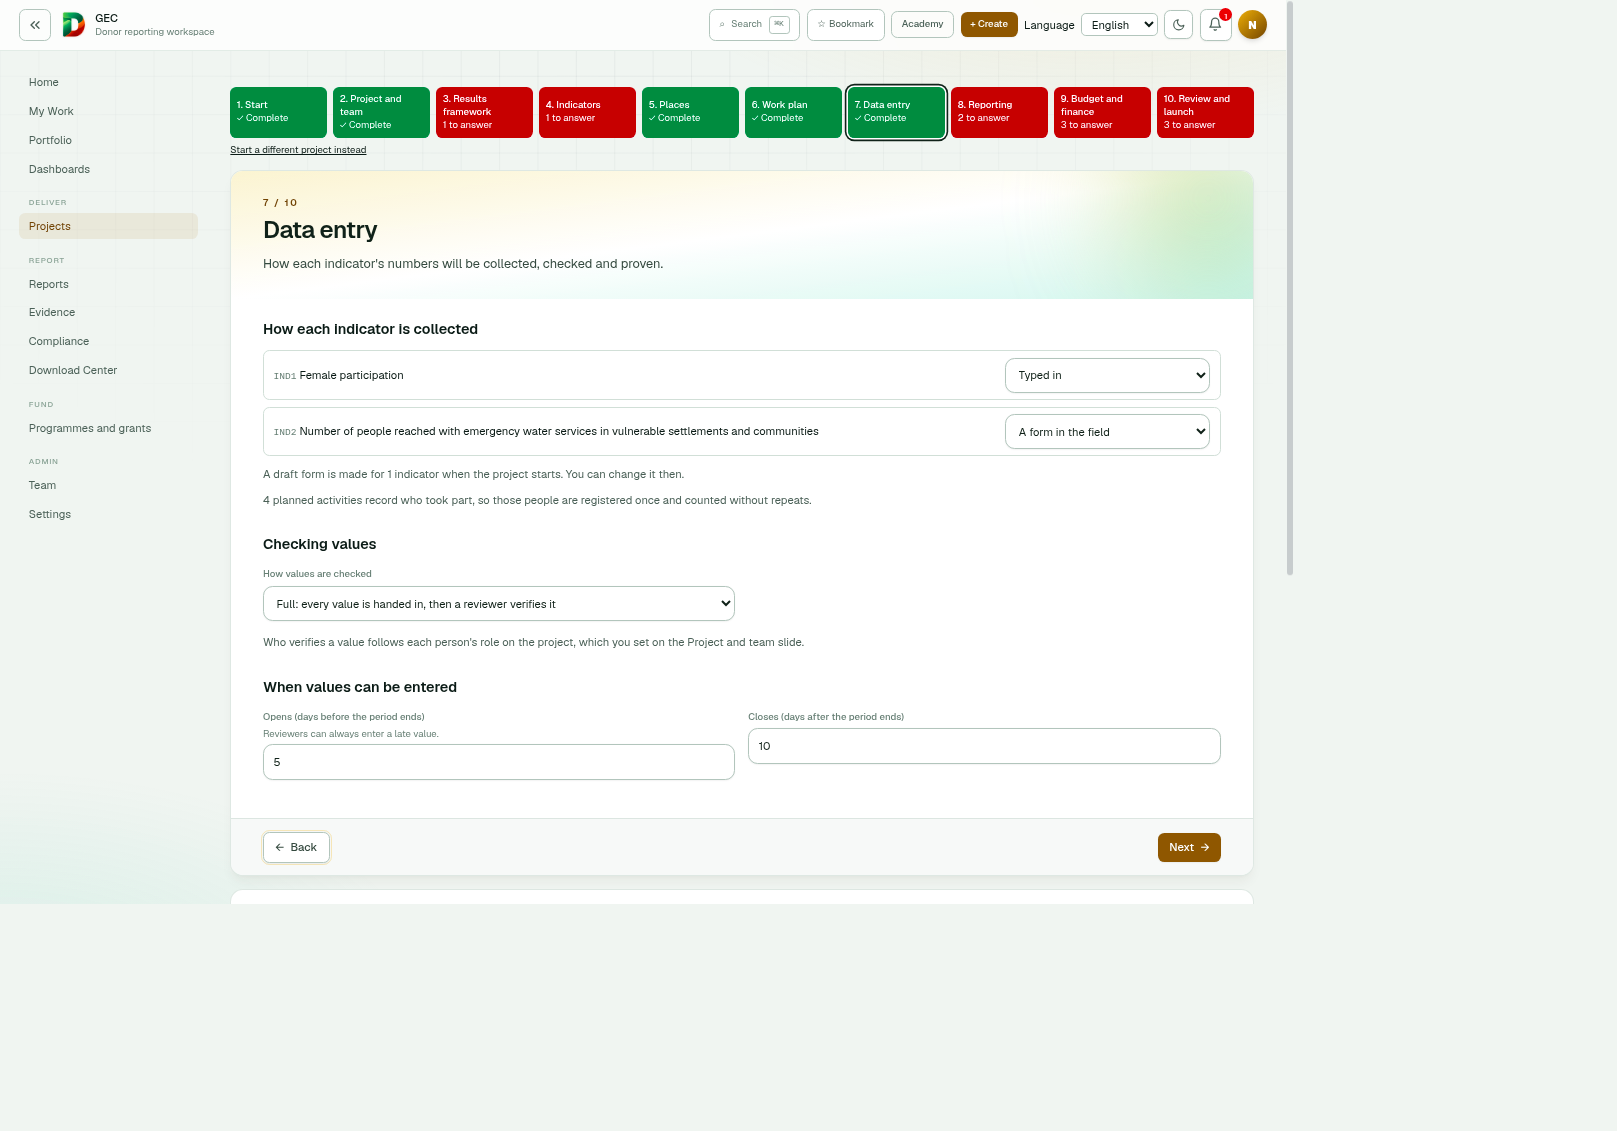 GEC
Donor reporting workspace
Search ⌘K
☆ Bookmark
Academy
+ Create
Language
English
1
N
Home
My Work
Portfolio
Dashboards
DELIVER
Projects
REPORT
Reports
Evidence
Compliance
Download Center
FUND
Programmes and grants
ADMIN
Team
Settings
1. Start
✓ Complete
2. Project and team
✓ Complete
3. Results framework
1 to answer
4. Indicators
1 to answer
5. Places
✓ Complete
6. Work plan
✓ Complete
7. Data entry
✓ Complete
8. Reporting
2 to answer
9. Budget and finance
3 to answer
10. Review and launch
3 to answer
Start a different project instead
7 / 10
Data entry
How each indicator's numbers will be collected, checked and proven.
How each indicator is collected
IND1 Female participation
Typed in
IND2 Number of people reached with emergency water services in vulnerable settlements and communities
A form in the field
A draft form is made for 1 indicator when the project starts. You can change it then.
4 planned activities record who took part, so those people are registered once and counted without repeats.
Checking values
How values are checked
Full: every value is handed in, then a reviewer verifies it
Who verifies a value follows each person's role on the project, which you set on the Project and team slide.
When values can be entered
Opens (days before the period ends)
Reviewers can always enter a late value.
5
Closes (days after the period ends)
10
← Back
Next →